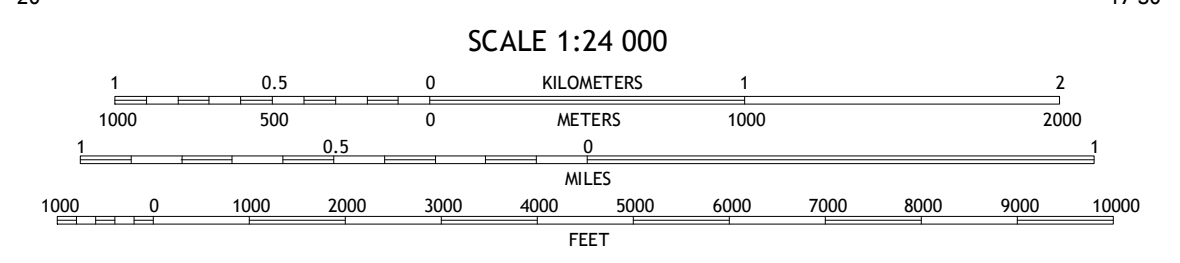 SCALE 1:24 000
1 0.5 0 KILOMETERS 1 2
1000 500 0 METERS 1000 2000
1 0.5 0 1
MILES
1000 0 1000 2000 3000 4000 5000 6000 7000 8000 9000 10000
FEET